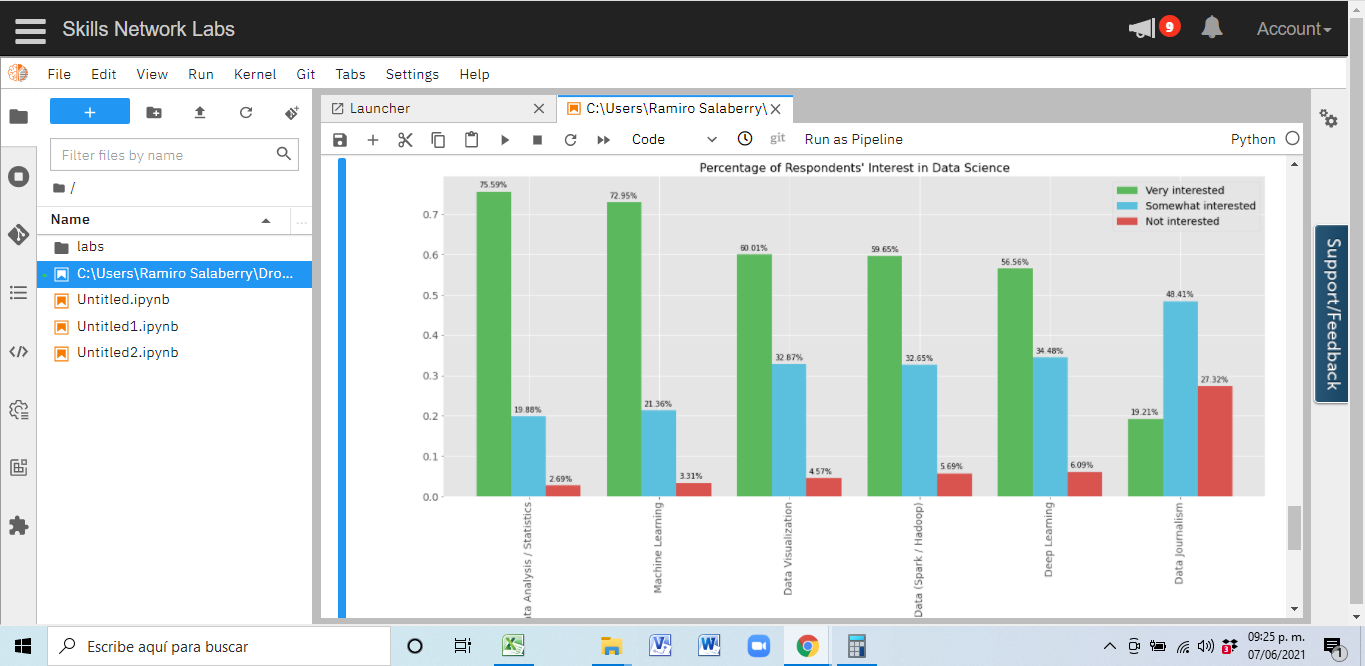 Skills Network Labs
9
Account
File Edit View Run Kernel Git Tabs Settings Help
+
Filter files by name
/
Name
...
labs
C:\Users\Ramiro Salaberry\Dro...
Untitled.ipynb
Untitled1.ipynb
Untitled2.ipynb
Launcher
C:\Users\Ramiro Salaberry\
Code
git
Run as Pipeline
Python
Percentage of Respondents' Interest in Data Science
Very interested
Somewhat interested
Not interested
0.7
0.6
0.5
0.4
0.3
0.2
0.1
0.0
75.59%
19.88%
2.69%
72.95%
21.36%
3.31%
60.01%
32.87%
4.57%
59.65%
32.65%
5.69%
56.56%
34.48%
6.09%
19.21%
48.41%
27.32%
ta Analysis / Statistics
Machine Learning
Data Visualization
Data (Spark / Hadoop)
Deep Learning
Data Journalism
Support/Feedback
Escribe aquí para buscar
09:25 p. m.
07/06/2021
3
1